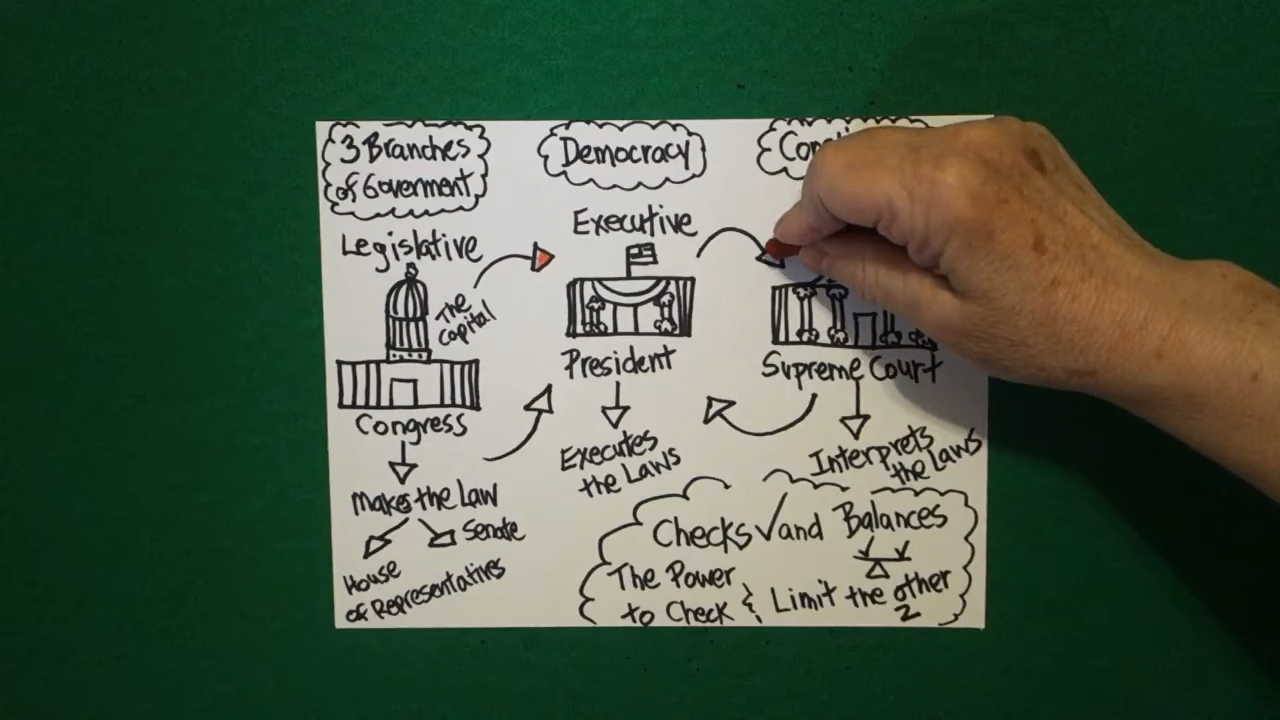 3 Branches
of Goverment
Democracy
Legislative
Executive
The
Capital
Congress
President
Supreme Court
Makes the Law
Executes
the Laws
Interprets
the Laws
Senate
House
of Representatives
Checks ✓ and Balances
The Power
to Check
& Limit the other
2